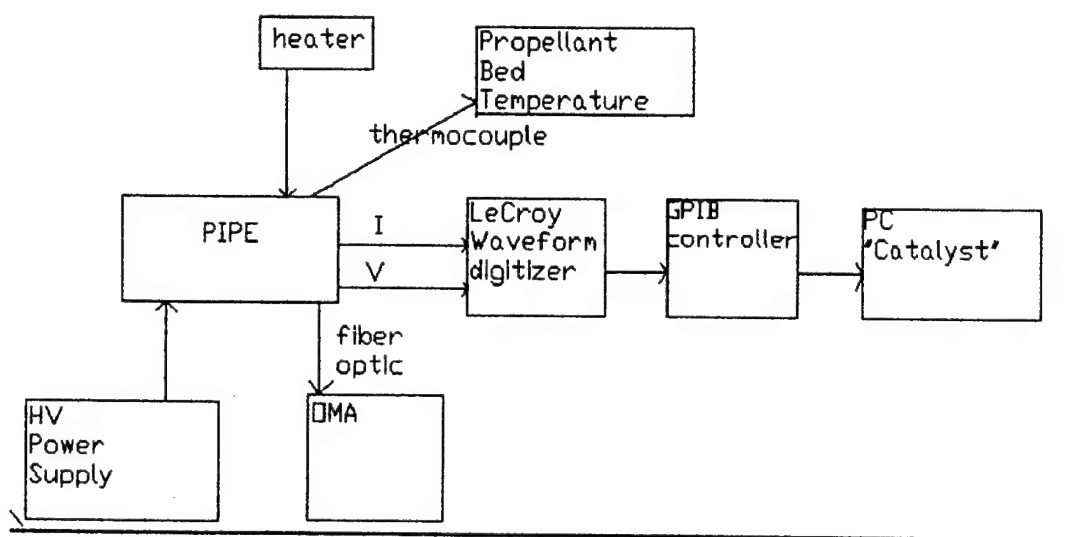 heater
Propellant
Bed
Temperature
thermocouple
PIPE
I
V
LeCroy
Waveform
digitizer
GPIB
controller
PC
"Catalyst"
fiber
optic
HV
Power
Supply
OMA